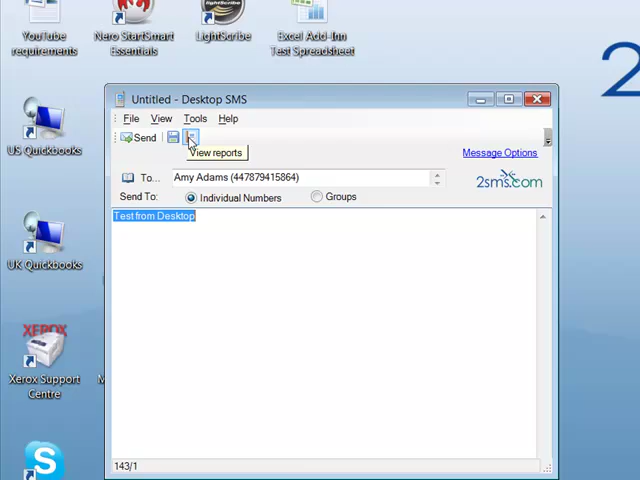 YouTube
requirements
Nero StartSmart
Essentials
LightScribe
Excel Add-Inn
Test Spreadsheet
2
US Quickbooks
UK Quickbooks
XEROX
Xerox Support
Centre
Untitled - Desktop SMS
File View Tools Help
Send
View reports
Message Options
To... Amy Adams (447879415864)
2sms.com
Send To: Individual Numbers Groups
Test from Desktop
143/1